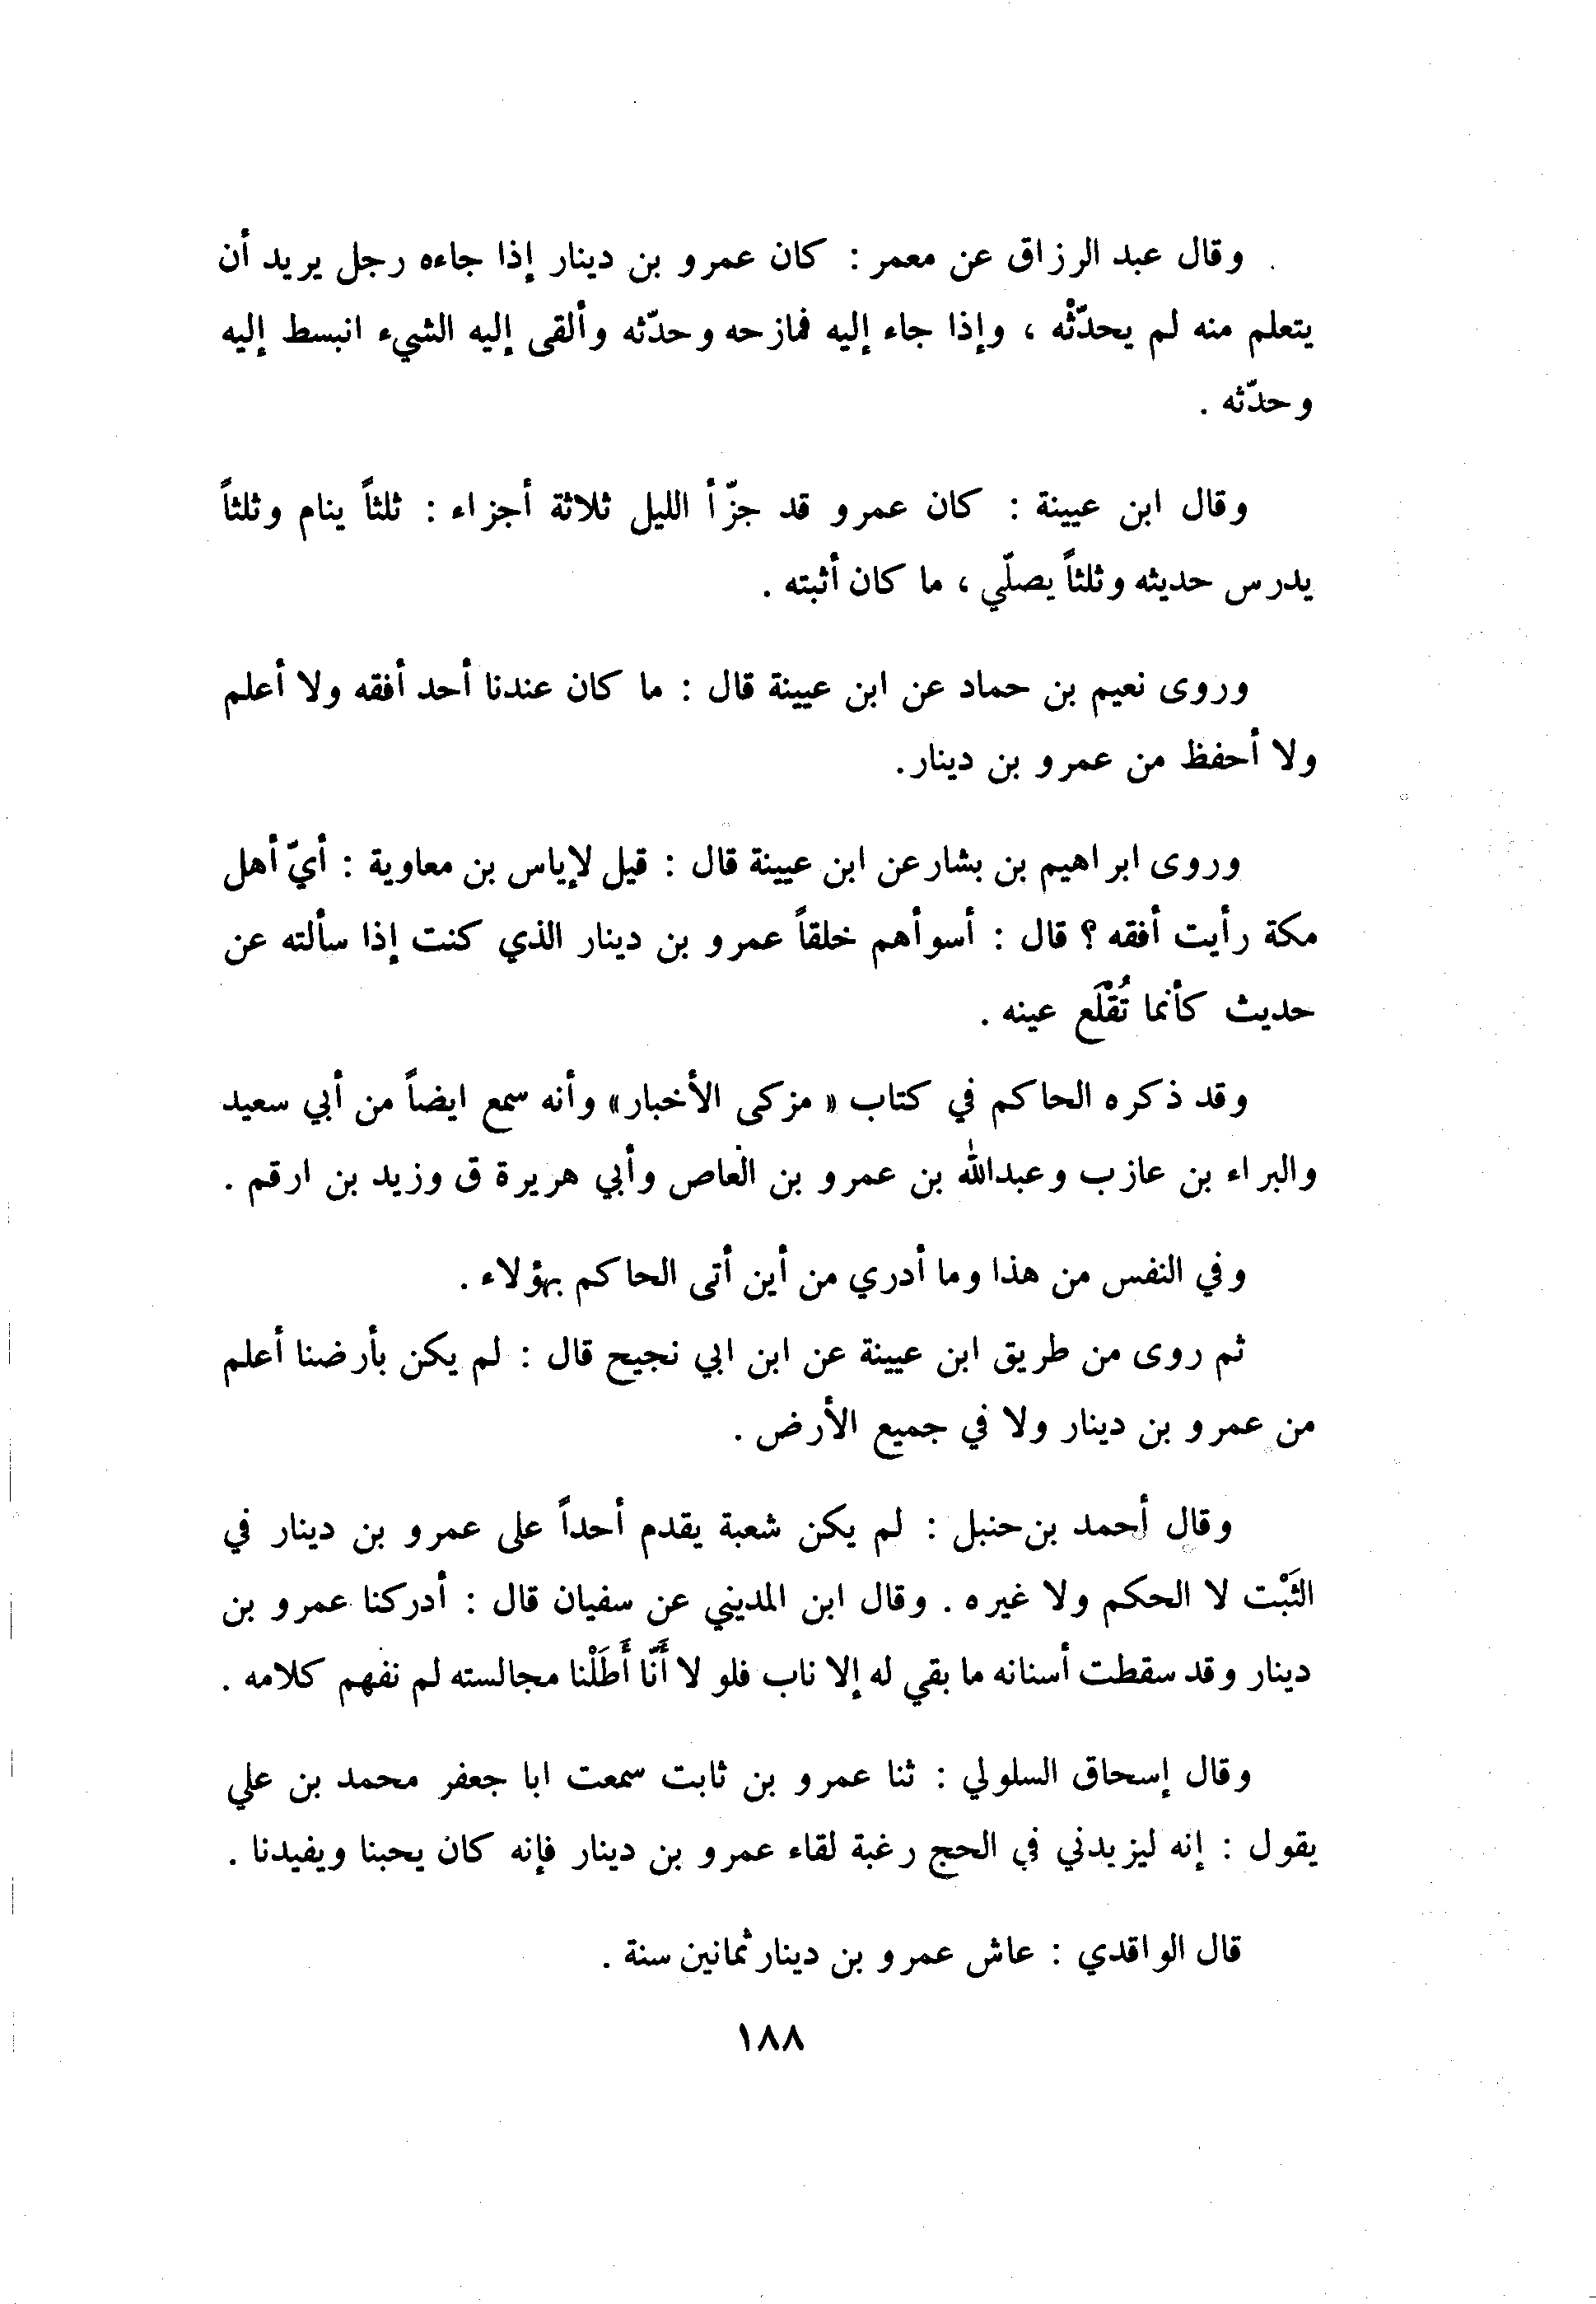 وقال عبد الرزاق عن معمر : كان عمرو بن دينار إذا جاءه رجل يريد أن
يتعلم منه لم يحدّثْه ، وإذا جاء إليه فمازحه وحدّثه وألقى إليه الشيء انبسط إليه
وحدّثه .
وقال ابن عيينة : كان عمرو قد جزّأ الليل ثلاثة أجزاء : ثلثاً ينام وثلثاً
يدرس حديثه وثلثاً يصلّي ، ما كان أثبته .
وروى نعيم بن حماد عن ابن عيينة قال : ما كان عندنا أحد أفقه ولا أعلم
ولا أحفظ من عمرو بن دينار .
وروى ابراهيم بن بشار عن ابن عيينة قال : قيل لإياس بن معاوية : أيّ أهل
مكة رأيت أفقه ؟ قال : أسوأهم خلقاً عمرو بن دينار الذي كنت إذا سألته عن
حديث كأنما تُقْلَع عينه .
وقد ذكره الحاكم في كتاب « مزكى الأخبار» وأنه سمع ايضاً من أبي سعيد
والبراء بن عازب وعبدالله بن عمرو بن العاص وأبي هريرة ق وزيد بن ارقم .
وفي النفس من هذا وما أدري من أين أتى الحاكم بهؤلاء .
ثم روى من طريق ابن عيينة عن ابن ابي نجيح قال : لم يكن بأرضنا أعلم
من عمرو بن دينار ولا في جميع الأرض .
وقال أحمد بن حنبل : لم يكن شعبة يقدم أحداً على عمرو بن دينار في
الثَبْت لا الحكم ولا غيره . وقال ابن المديني عن سفيان قال : أدركنا عمرو بن
دينار وقد سقطت أسنانه ما بقي له إلا ناب فلو لا أَنّا أَطَلْنا مجالسته لم نفهم كلامه .
وقال إسحاق السلولي : ثنا عمرو بن ثابت سمعت ابا جعفر محمد بن علي
يقول : إنه ليزيدني في الحج رغبة لقاء عمرو بن دينار فإنه كان يحبنا ويفيدنا .
قال الواقدي : عاش عمرو بن دينار ثمانين سنة .
١٨٨